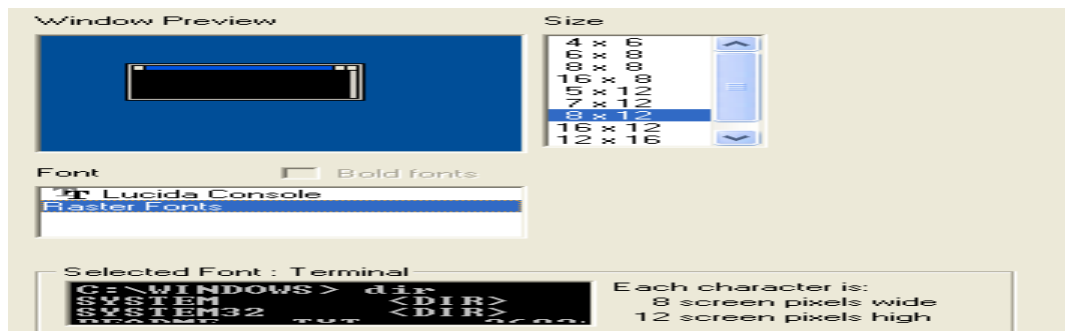 Window Preview
Size
4 x 6
6 x 8
8 x 8
16 x 8
5 x 12
7 x 12
8 x 12
16 x 12
12 x 16
Font
Bold fonts
Lucida Console
Raster Fonts
Selected Font : Terminal
C:\WINDOWS> dir
SYSTEM <DIR>
SYSTEM32 <DIR>
README TXT
Each character is:
8 screen pixels wide
12 screen pixels high